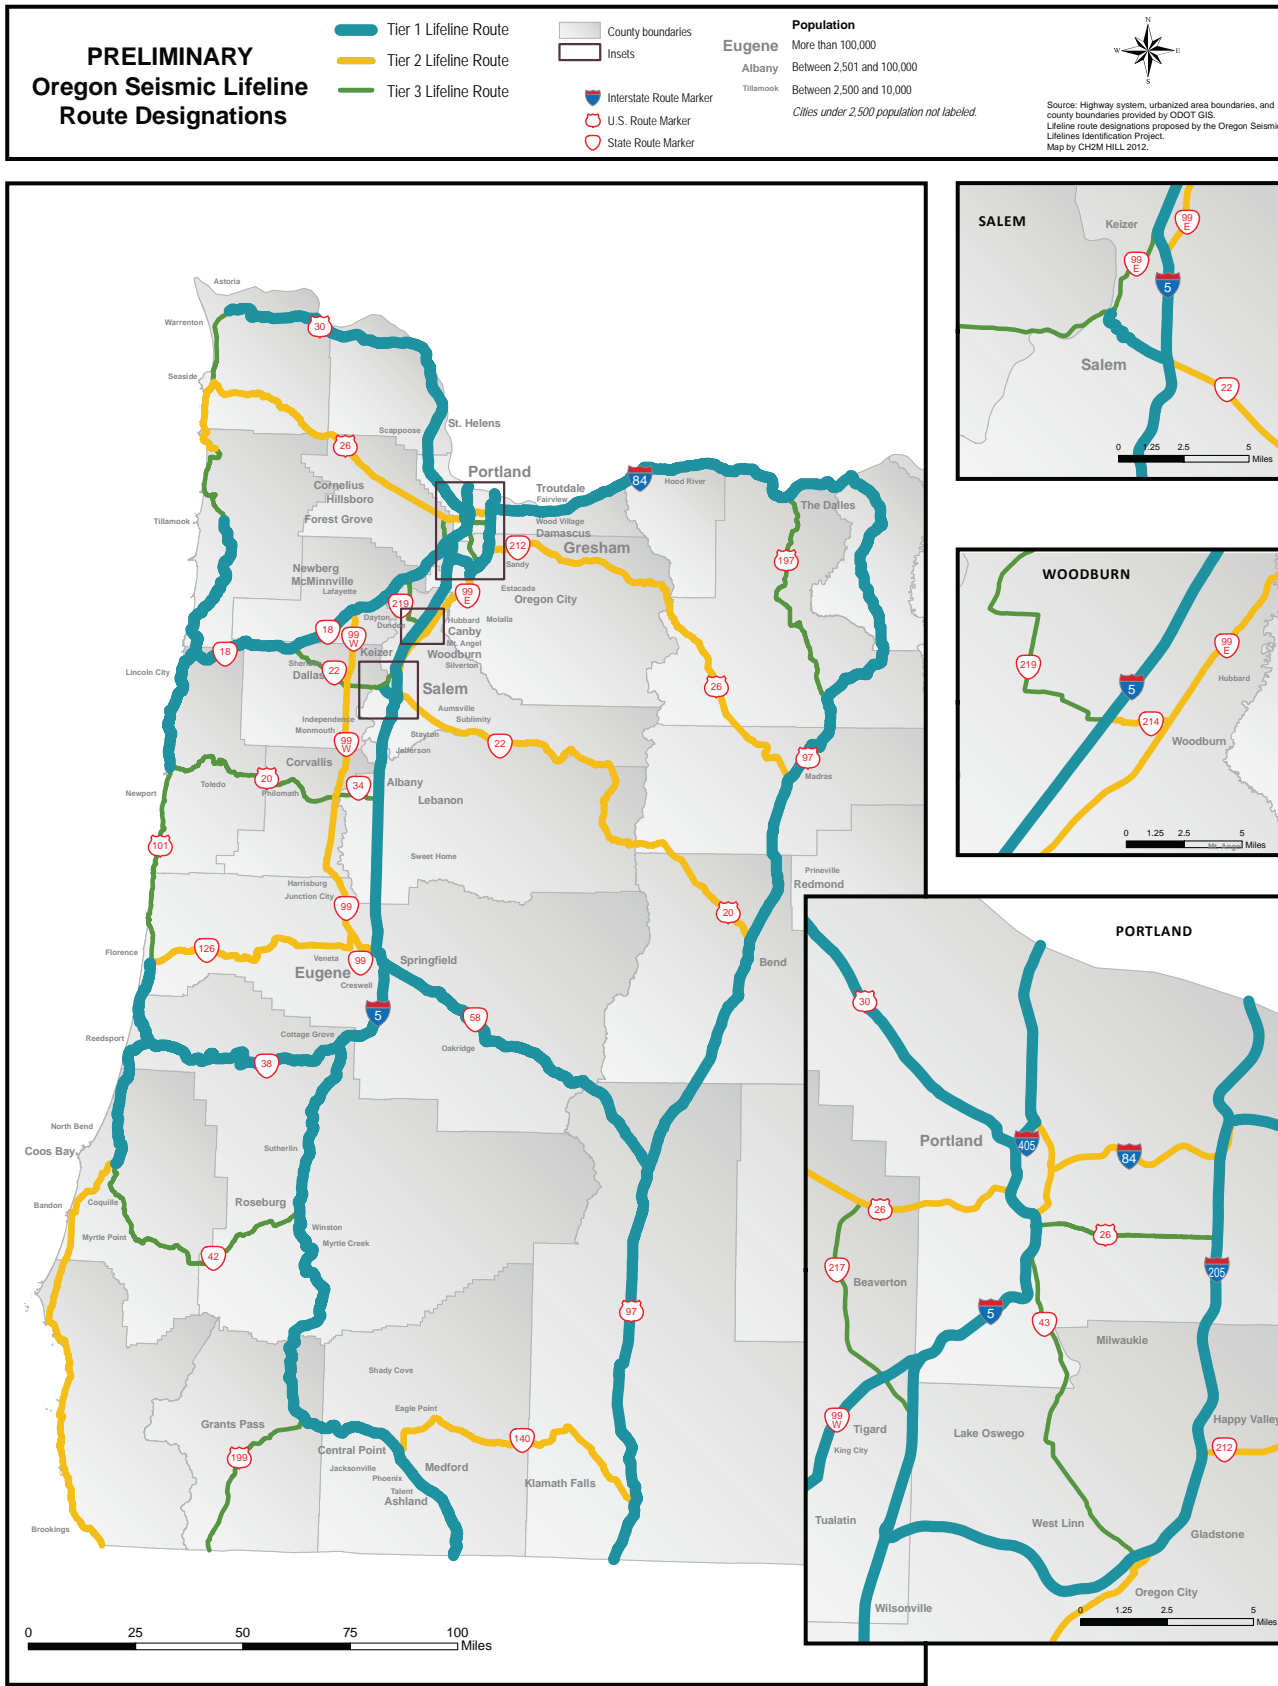 PRELIMINARY
Oregon Seismic Lifeline
Route Designations
Tier 1 Lifeline Route
Tier 2 Lifeline Route
Tier 3 Lifeline Route
County boundaries
Insets
Interstate Route Marker
U.S. Route Marker
State Route Marker
Population
Eugene More than 100,000
Albany Between 2,501 and 100,000
Tillamook Between 2,500 and 10,000
Cities under 2,500 population not labeled.
N
W E
S
Source: Highway system, urbanized area boundaries, and
county boundaries provided by ODOT GIS.
Lifeline route designations proposed by the Oregon Seismic
Lifelines Identification Project.
Map by CH2M HILL 2012.
Astoria
Warrenton
30
Seaside
St. Helens
Scappoose
26
Portland
Cornelius
Hillsboro
Troutdale
Fairview
84
Hood River
The Dalles
Tillamook
Forest Grove
Wood Village
Damascus
Gresham
212
Sandy
197
Newberg
McMinnville
Lafayette
Estacada
Oregon City
99
E
219
Dayton
Dundee
Hubbard
Molalla
Canby
Mt. Angel
Woodburn
Silverton
18
99
W
18
Keizer
Sheridan
Dallas
22
Lincoln City
Salem
26
Aumsville
Sublimity
Independence
Monmouth
Stayton
22
99
W
Jefferson
Corvallis
97
Madras
20
Toledo
Philomath
34
Albany
Lebanon
Newport
101
Sweet Home
Prineville
Redmond
Harrisburg
Junction City
99
20
126
Florence
Veneta
99
Eugene
Creswell
Springfield
Bend
5
58
Cottage Grove
Reedsport
38
Oakridge
North Bend
Coos Bay
Sutherlin
Bandon
Coquille
Roseburg
Myrtle Point
Winston
Myrtle Creek
42
97
Shady Cove
Eagle Point
Grants Pass
199
Central Point
140
Jacksonville
Medford
Phoenix
Talent
Ashland
Klamath Falls
Brookings
0 25 50 75 100
Miles
SALEM
Keizer
99
E
99
E
5
Salem
22
0 1.25 2.5 5
Miles
WOODBURN
219
99
E
5
Hubbard
214
Woodburn
0 1.25 2.5 5
Mt. Angel Miles
PORTLAND
30
Portland
405
84
26
26
217
Beaverton
205
5
43
Milwaukie
99
W
Tigard
King City
Lake Oswego
Happy Valley
212
Tualatin
West Linn
Gladstone
Oregon City
Wilsonville
0 1.25 2.5 5
Miles